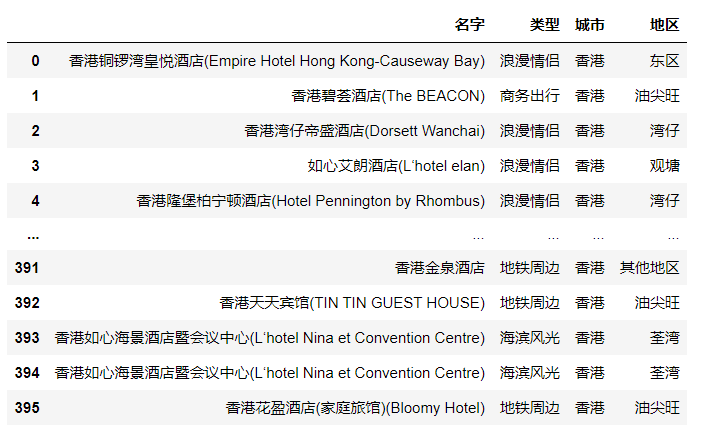 名字 类型 城市 地区
0 香港铜锣湾皇悦酒店(Empire Hotel Hong Kong-Causeway Bay) 浪漫情侣 香港 东区
1 香港碧荟酒店(The BEACON) 商务出行 香港 油尖旺
2 香港湾仔帝盛酒店(Dorsett Wanchai) 浪漫情侣 香港 湾仔
3 如心艾朗酒店(L‘hotel elan) 浪漫情侣 香港 观塘
4 香港隆堡柏宁顿酒店(Hotel Pennington by Rhombus) 浪漫情侣 香港 湾仔
... ... ... ... ...
391 香港金泉酒店 地铁周边 香港 其他地区
392 香港天天宾馆(TIN TIN GUEST HOUSE) 地铁周边 香港 油尖旺
393 香港如心海景酒店暨会议中心(L‘hotel Nina et Convention Centre) 海滨风光 香港 荃湾
394 香港如心海景酒店暨会议中心(L‘hotel Nina et Convention Centre) 海滨风光 香港 荃湾
395 香港花盈酒店(家庭旅馆)(Bloomy Hotel) 地铁周边 香港 油尖旺